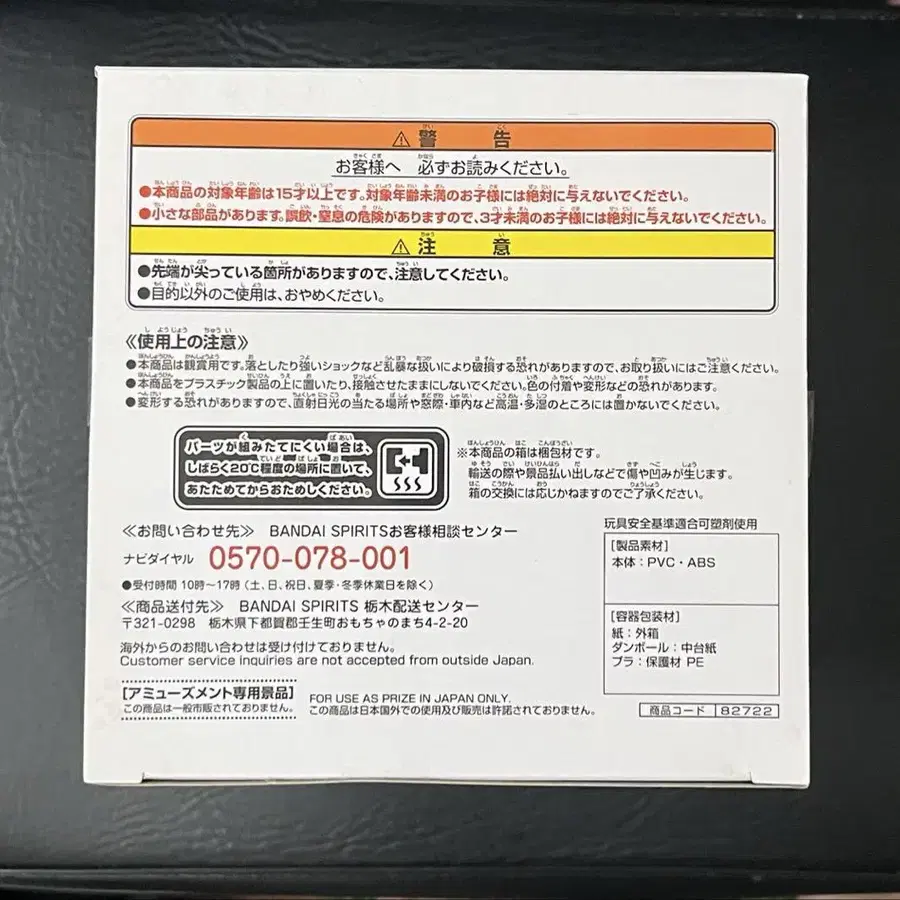 ⚠警告
お客様へ 必ずお読みください。
●本商品の対象年齢は15才以上です。対象年齢未満のお子様には絶対に与えないでください。
●小さな部品があります。誤飲・窒息の危険がありますので、3才未満のお子様には絶対に与えないでください。
⚠注意
●先端が尖っている箇所がありますので、注意してください。
●目的以外のご使用は、おやめください。
≪使用上の注意≫
●本商品は観賞用です。落としたり強いショックなど乱暴な扱いにより破損する恐れがありますので、お取り扱いにはご注意ください。
●本商品をプラスチック製品の上に置いたり、接触させたままにしないでください。色の付着や変形などの恐れがあります。
●変形する恐れがありますので、直射日光の当たる場所や窓際・車内など高温・多湿のところには置かないでください。
パーツが組みたてにくい場合は、
しばらく20℃程度の場所に置いて、
あたためてからおためしください。
※本商品の箱は梱包材です。
輸送の際や景品払い出しなどで傷や凹みが生じます。
箱の交換には応じかねますのでご了承ください。
≪お問い合わせ先≫ BANDAI SPIRITSお客様相談センター
ナビダイヤル 0570-078-001
●受付時間 10時～17時(土、日、祝日、夏季・冬季休業日を除く)
≪商品送付先≫ BANDAI SPIRITS 栃木配送センター
〒321-0298 栃木県下都賀郡壬生町おもちゃのまち4-2-20
海外からのお問い合わせは受け付けておりません。
Customer service inquiries are not accepted from outside Japan.
[アミューズメント専用景品]
この商品は一般市販されておりません。
FOR USE AS PRIZE IN JAPAN ONLY.
この商品は日本国外での使用及び販売は許諾されておりません。
玩具安全基準適合可塑剤使用
[製品素材]
本体:PVC・ABS
[容器包装材]
紙:外箱
ダンボール:中台紙
プラ:保護材 PE
商品コード 82722